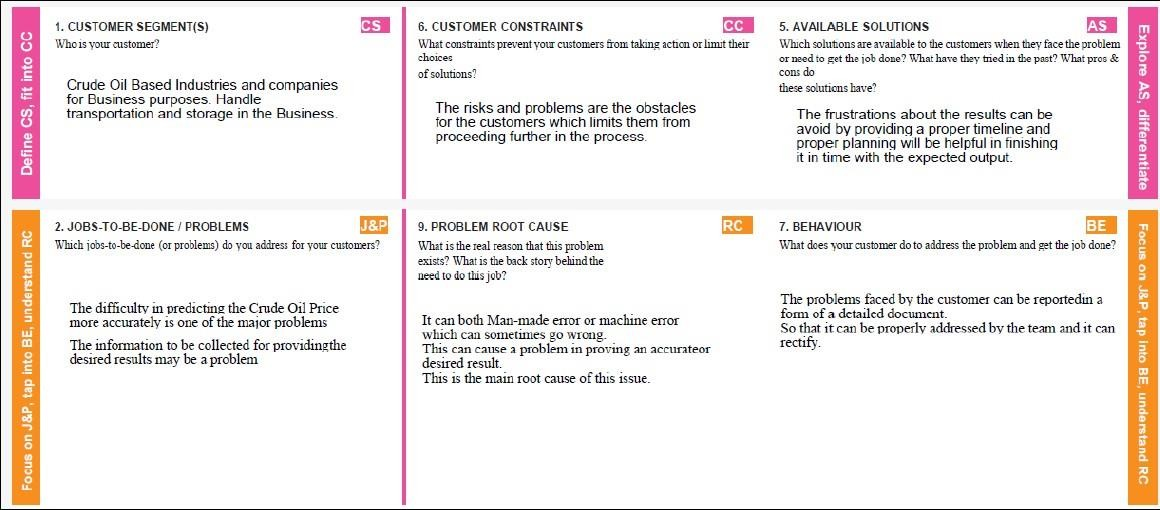 Define CS, fit into CC
1. CUSTOMER SEGMENT(S)
CS
Who is your customer?
Crude Oil Based Industries and companies
for Business purposes. Handle
transportation and storage in the Business.
6. CUSTOMER CONSTRAINTS
CC
What constraints prevent your customers from taking action or limit their
choices
of solutions?
The risks and problems are the obstacles
for the customers which limits them from
proceeding further in the process.
5. AVAILABLE SOLUTIONS
AS
Which solutions are available to the customers when they face the problem
or need to get the job done? What have they tried in the past? What pros &
cons do
these solutions have?
The frustrations about the results can be
avoid by providing a proper timeline and
proper planning will be helpful in finishing
it in time with the expected output.
Explore AS, differentiate
Focus on J&P, tap into BE, understand RC
2. JOBS-TO-BE-DONE / PROBLEMS
J&P
Which jobs-to-be-done (or problems) do you address for your customers?
The difficulty in predicting the Crude Oil Price
more accurately is one of the major problems
The information to be collected for providingthe
desired results may be a problem
9. PROBLEM ROOT CAUSE
RC
What is the real reason that this problem
exists? What is the back story behind the
need to do this job?
It can both Man-made error or machine error
which can sometimes go wrong.
This can cause a problem in proving an accurateor
desired result.
This is the main root cause of this issue.
7. BEHAVIOUR
BE
What does your customer do to address the problem and get the job done?
The problems faced by the customer can be reportedin a
form of a detailed document.
So that it can be properly addressed by the team and it can
rectify.
Focus on J&P, tap into BE, understand RC